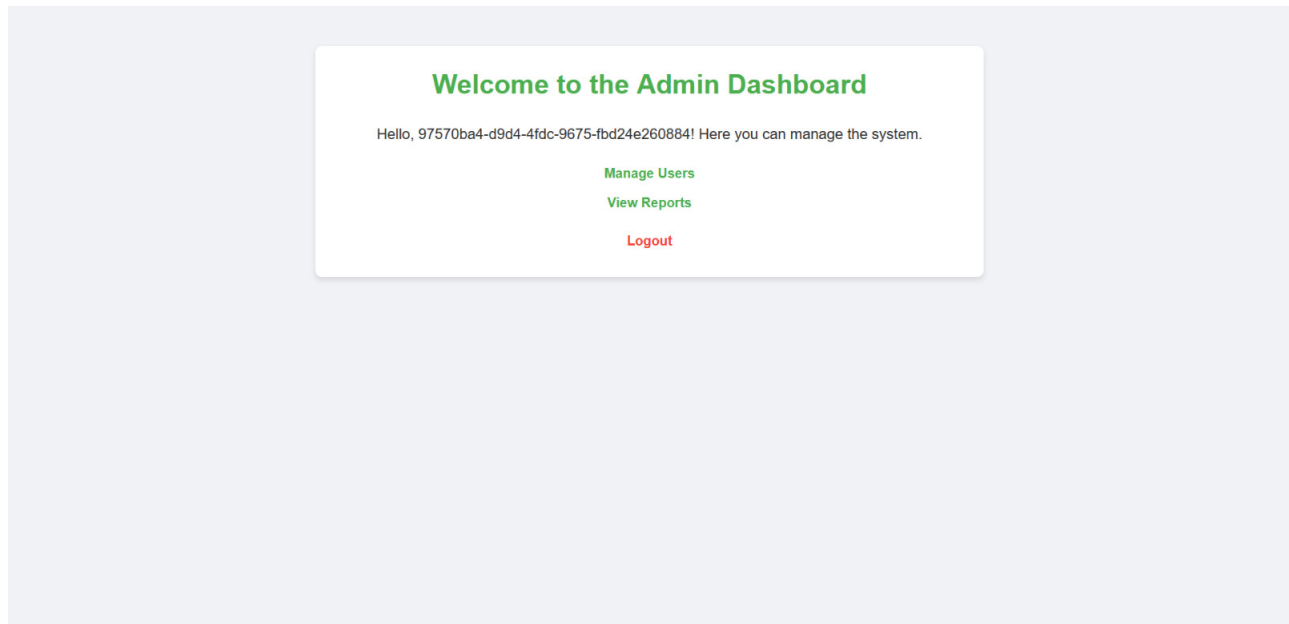 Welcome to the Admin Dashboard
Hello, 97570ba4-d9d4-4fdc-9675-fbd24e260884! Here you can manage the system.
Manage Users
View Reports
Logout